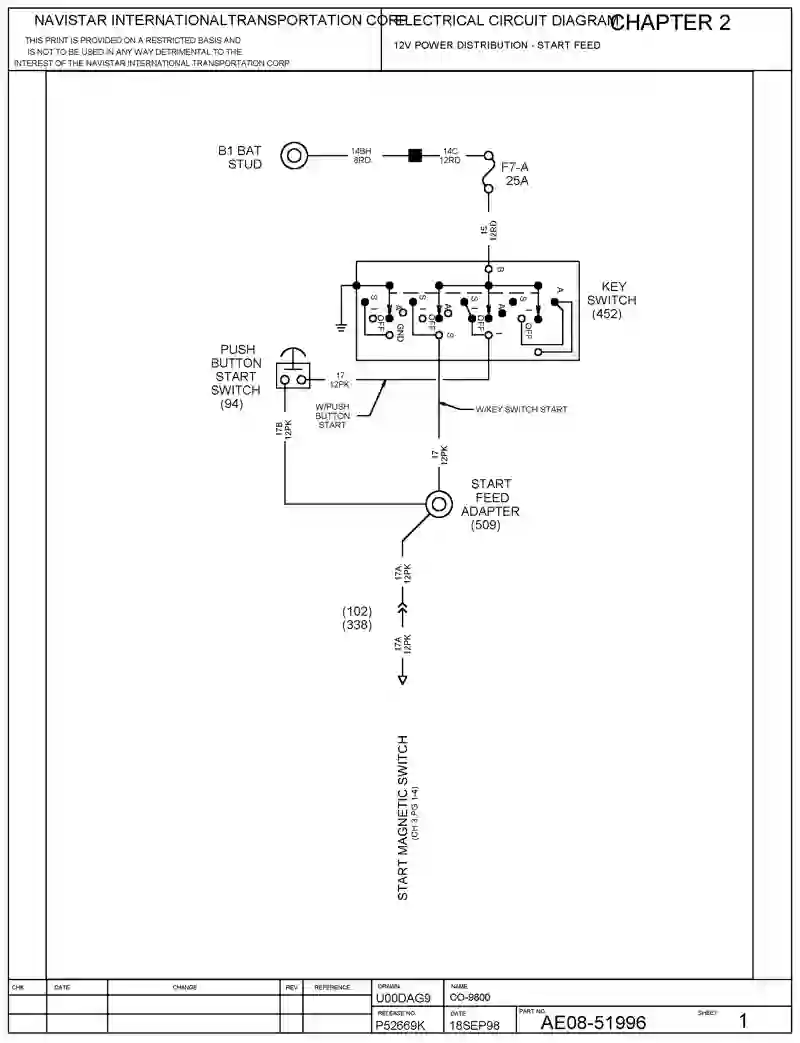 NAVISTAR INTERNATIONALTRANSPORTATION CORP
ELECTRICAL CIRCUIT DIAGRAM
CHAPTER 2
THIS PRINT IS PROVIDED ON A RESTRICTED BASIS AND
IS NOT TO BE USED IN ANY WAY DETRIMENTAL TO THE
INTEREST OF THE NAVISTAR INTERNATIONAL TRANSPORTATION CORP
12V POWER DISTRIBUTION - START FEED
B1 BAT
STUD
14BH
8RD
14C
12RD
F7-A
25A
15
12RD
B
KEY
SWITCH
(452)
S
I
OFF
A
GND
S
I
OFF
A
S
I
OFF
A
I
S
OFF
A
PUSH
BUTTON
START
SWITCH
(94)
17
12PK
W/PUSH
BUTTON
START
W/KEY SWITCH START
17B
12PK
17
12PK
START
FEED
ADAPTER
(509)
17A
12PK
(102)
(338)
17A
12PK
START MAGNETIC SWITCH
(CH 3,PG 1-4)
CHK
DATE
CHANGE
REV
REFERENCE
DRAWN
U00DAG9
NAME
CO-9800
RELEASE NO.
P52669K
DATE
18SEP98
PART NO.
AE08-51996
SHEET
1